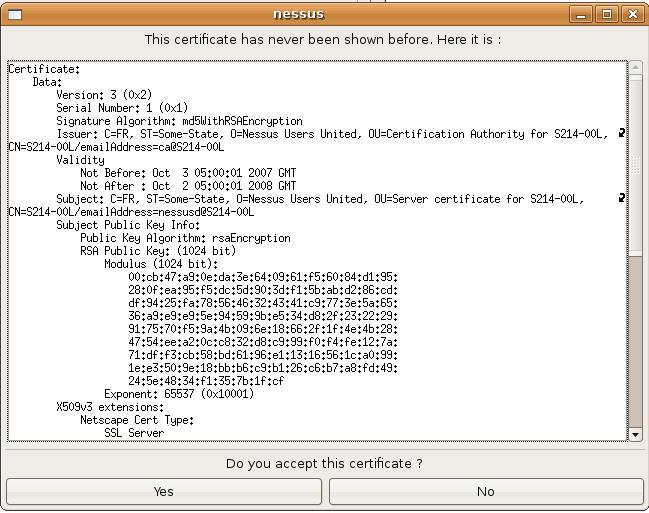 nessus
This certificate has never been shown before. Here it is :
Certificate:
Data:
Version: 3 (0x2)
Serial Number: 1 (0x1)
Signature Algorithm: md5WithRSAEncryption
Issuer: C=FR, ST=Some-State, O=Nessus Users United, OU=Certification Authority for S214-00L,
CN=S214-00L/emailAddress=ca@S214-00L
Validity
Not Before: Oct  3 05:00:01 2007 GMT
Not After : Oct  2 05:00:01 2008 GMT
Subject: C=FR, ST=Some-State, O=Nessus Users United, OU=Server certificate for S214-00L,
CN=S214-00L/emailAddress=nessusd@S214-00L
Subject Public Key Info:
Public Key Algorithm: rsaEncryption
RSA Public Key: (1024 bit)
Modulus (1024 bit):
00:cb:47:a9:0e:da:3e:64:09:61:f5:60:84:d1:95:
28:0f:ea:95:f5:dc:5d:90:3d:f1:5b:ab:d2:86:cd:
df:94:25:fa:78:56:46:32:43:41:c9:77:3e:5a:65:
36:a9:e9:e9:5e:94:59:9b:e5:34:d8:2f:23:22:29:
91:75:70:f5:9a:4b:09:6e:18:66:2f:1f:4e:4b:28:
47:54:ee:a2:0c:c8:32:d8:c9:99:f0:f4:fe:12:7a:
71:df:f3:cb:58:bd:61:96:e1:13:16:56:1c:a0:99:
1e:e3:50:9e:18:bb:b6:c9:b1:26:c6:b7:a8:fd:49:
24:5e:48:34:f1:35:7b:1f:cf
Exponent: 65537 (0x10001)
X509v3 extensions:
Netscape Cert Type:
SSL Server
Do you accept this certificate ?
Yes
No